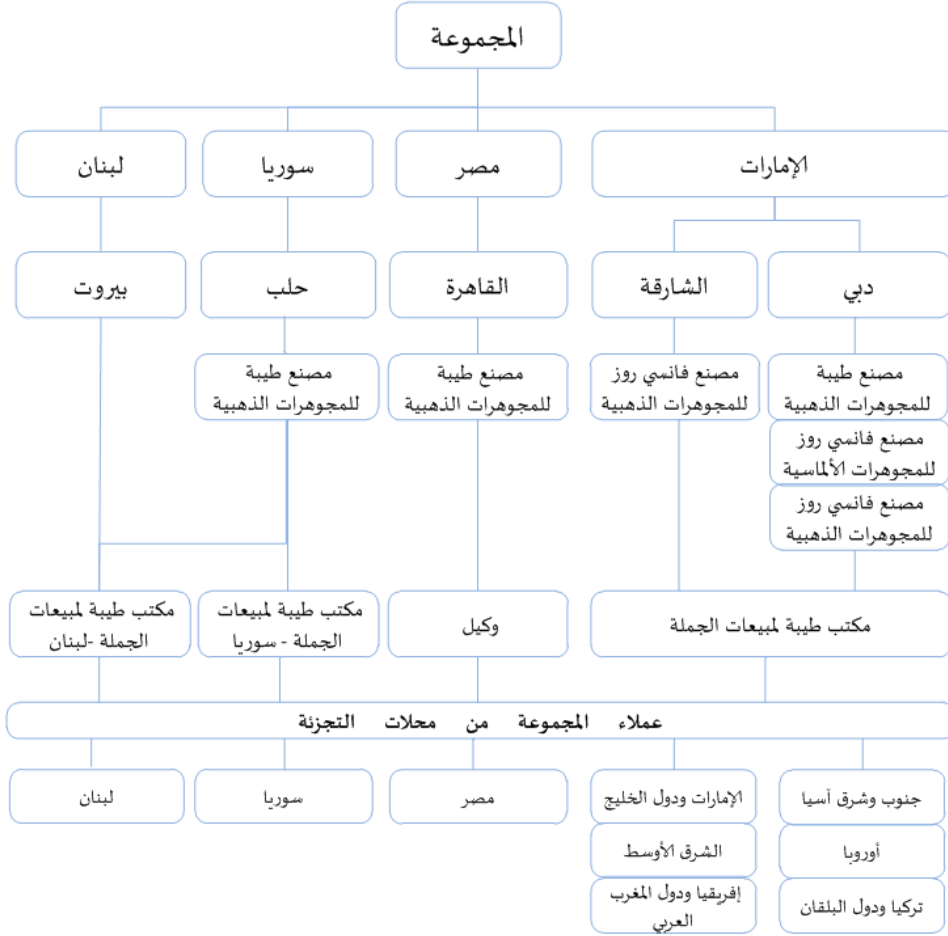 المجموعة
الإمارات
مصر
سوريا
لبنان
دبي
الشارقة
القاهرة
حلب
بيروت
مصنع طيبة
للمجوهرات الذهبية
مصنع فانسي روز
للمجوهرات الألماسية
مصنع فانسي روز
للمجوهرات الذهبية
مصنع فانسي روز
للمجوهرات الذهبية
مصنع طيبة
للمجوهرات الذهبية
مصنع طيبة
للمجوهرات الذهبية
مكتب طيبة لمبيعات الجملة
وكيل
مكتب طيبة لمبيعات
الجملة - سوريا
مكتب طيبة لمبيعات
الجملة -لبنان
عملاء المجموعة من محلات التجزئة
جنوب وشرق آسيا
أوروبا
تركيا ودول البلقان
الإمارات ودول الخليج
الشرق الأوسط
إفريقيا ودول المغرب
العربي
مصر
سوريا
لبنان